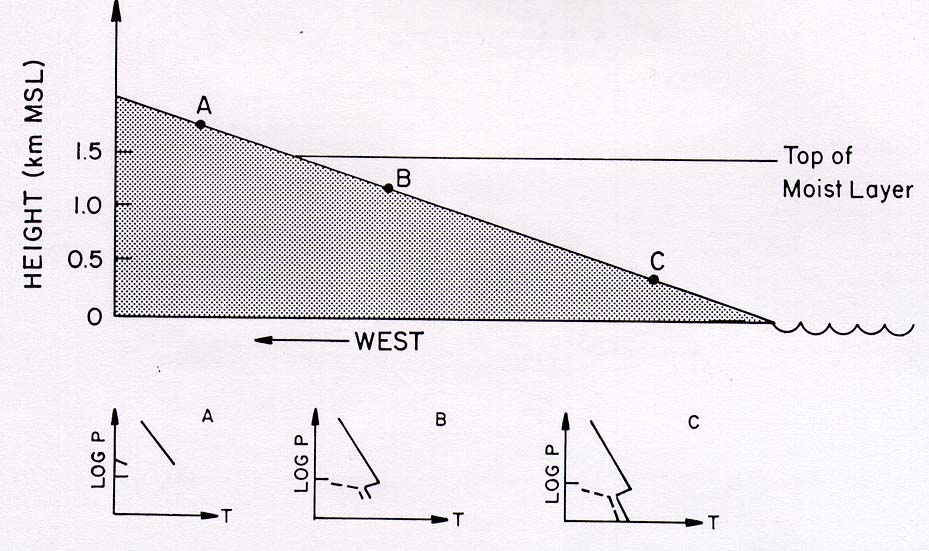 HEIGHT (km MSL)
1.5
1.0
0.5
0
A
B
C
Top of
Moist Layer
WEST
A
LOG P
T
B
LOG P
T
C
LOG P
T